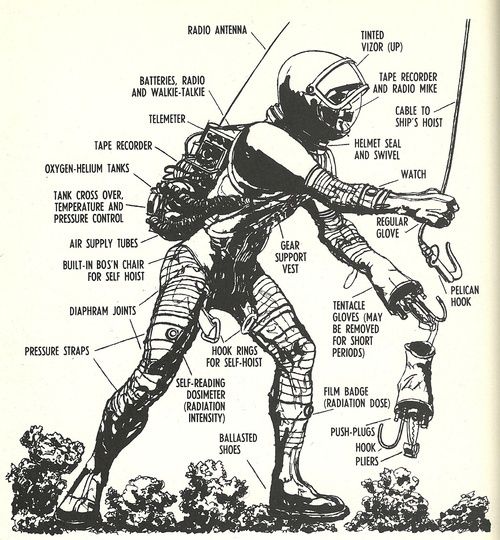 RADIO ANTENNA
TINTED
VIZOR (UP)
BATTERIES, RADIO
AND WALKIE-TALKIE
TAPE RECORDER
AND RADIO MIKE
CABLE TO
SHIP'S HOIST
TELEMETER
TAPE RECORDER
HELMET SEAL
AND SWIVEL
OXYGEN-HELIUM TANKS
WATCH
TANK CROSS OVER,
TEMPERATURE AND
PRESSURE CONTROL
REGULAR
GLOVE
AIR SUPPLY TUBES
GEAR
SUPPORT
VEST
BUILT-IN BOS'N CHAIR
FOR SELF HOIST
PELICAN
HOOK
DIAPHRAM JOINTS
TENTACLE
GLOVES (MAY
BE REMOVED
FOR SHORT
PERIODS)
PRESSURE STRAPS
HOOK RINGS
FOR SELF-HOIST
SELF-READING
DOSIMETER
(RADIATION
INTENSITY)
FILM BADGE
(RADIATION DOSE)
BALLASTED
SHOES
PUSH-PLUGS
HOOK
PLIERS